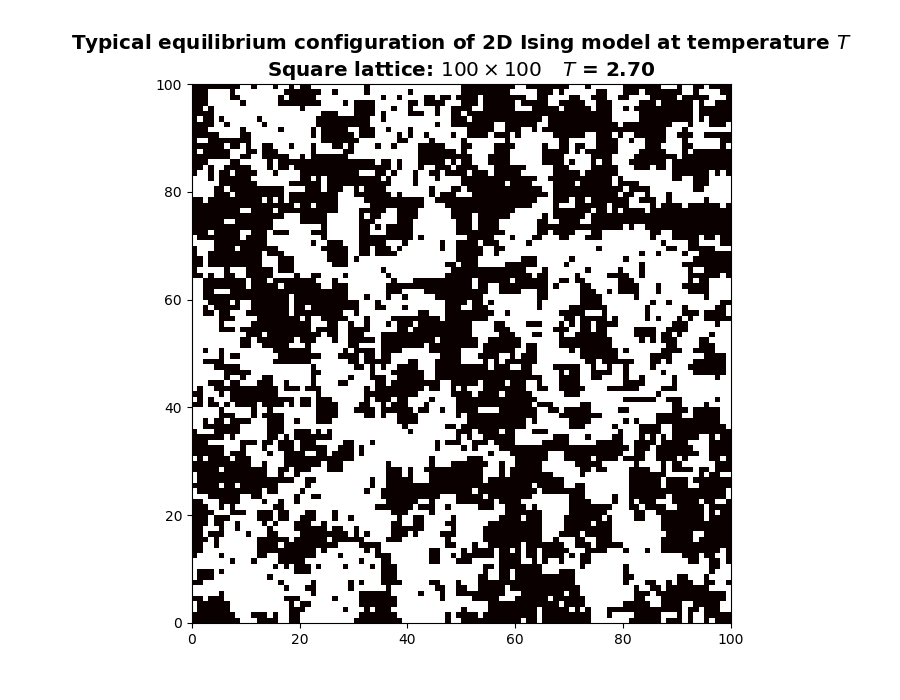 Typical equilibrium configuration of 2D Ising model at temperature T
Square lattice: 100 × 100 T = 2.70
100
80
60
40
20
0
0 20 40 60 80 100